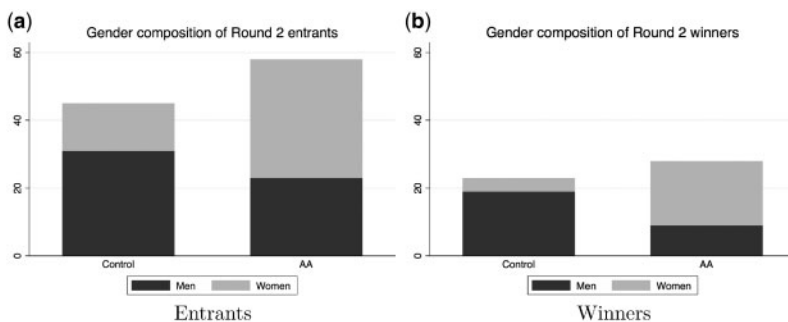 (a)
Gender composition of Round 2 entrants
60
40
20
0
Control AA
Men Women
Entrants
(b)
Gender composition of Round 2 winners
60
40
20
0
Control AA
Men Women
Winners